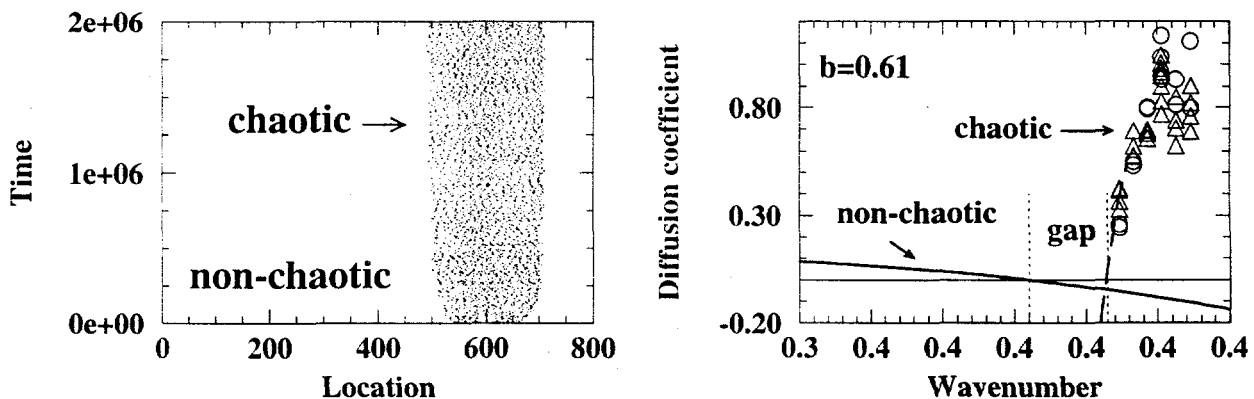 2e+06
1e+06
0e+00
Time
chaotic
non-chaotic
0 200 400 600 800
Location
0.80
0.30
-0.20
Diffusion coefficient
b=0.61
chaotic
non-chaotic
gap
0.3 0.4 0.4 0.4 0.4 0.4 0.4
Wavenumber